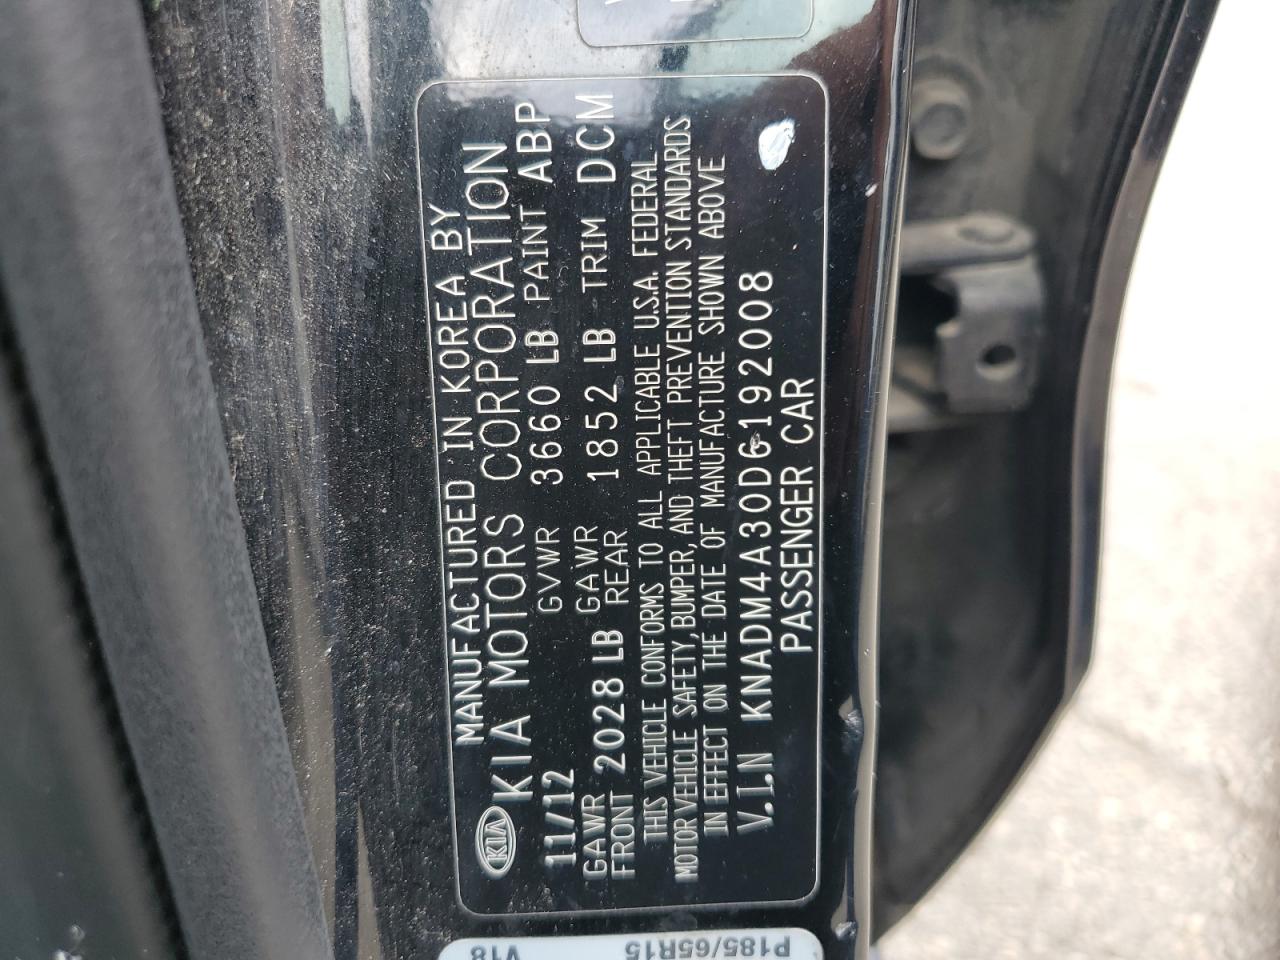 MANUFACTURED IN KOREA BY
KIA KIA MOTORS CORPORATION
11/12 GVWR 3660 LB PAINT ABP
GAWR FRONT 2028 LB GAWR REAR 1852 LB TRIM DCM
THIS VEHICLE CONFORMS TO ALL APPLICABLE U.S.A. FEDERAL
MOTOR VEHICLE SAFETY, BUMPER, AND THEFT PREVENTION STANDARDS
IN EFFECT ON THE DATE OF MANUFACTURE SHOWN ABOVE
V.I.N KNADM4A30D6192008
PASSENGER CAR
P185/65R15
V18